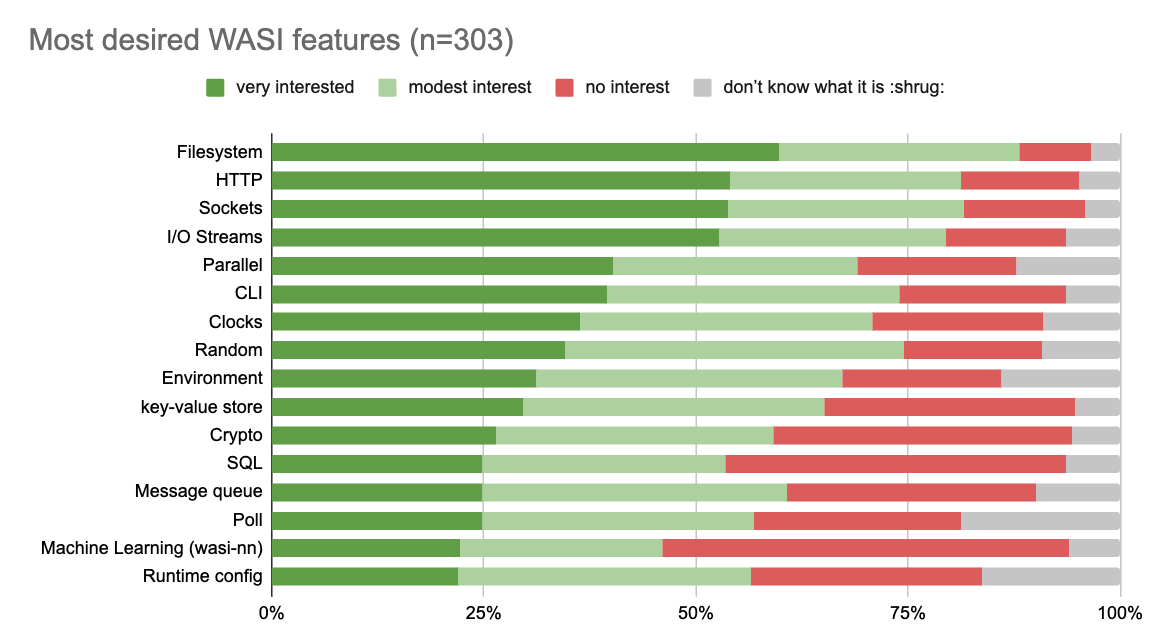 Most desired WASI features (n=303)
very interested modest interest no interest don't know what it is :shrug:
Filesystem
HTTP
Sockets
I/O Streams
Parallel
CLI
Clocks
Random
Environment
key-value store
Crypto
SQL
Message queue
Poll
Machine Learning (wasi-nn)
Runtime config
0% 25% 50% 75% 100%